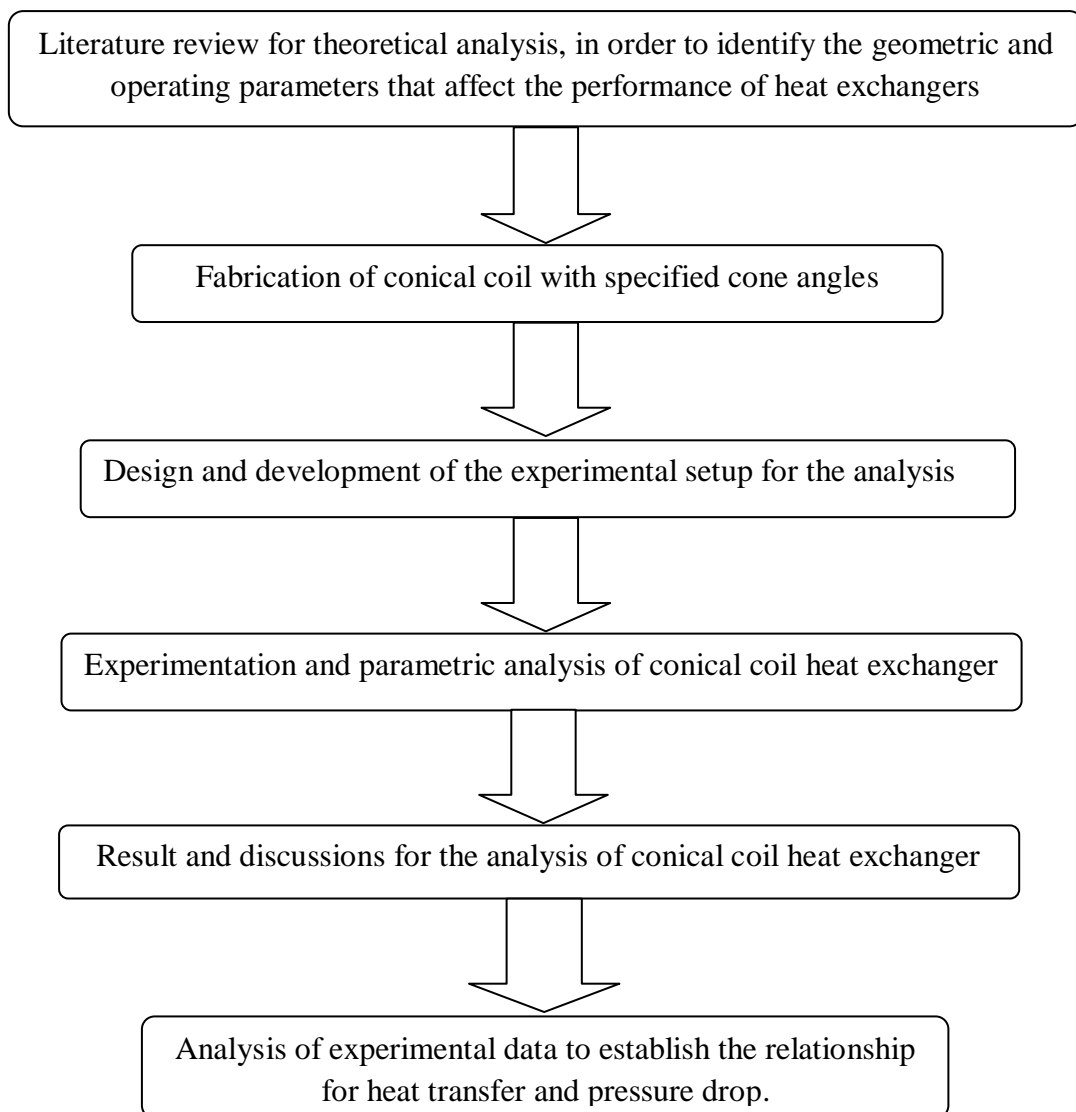 Literature review for theoretical analysis, in order to identify the geometric and
operating parameters that affect the performance of heat exchangers
Fabrication of conical coil with specified cone angles
Design and development of the experimental setup for the analysis
Experimentation and parametric analysis of conical coil heat exchanger
Result and discussions for the analysis of conical coil heat exchanger
Analysis of experimental data to establish the relationship
for heat transfer and pressure drop.